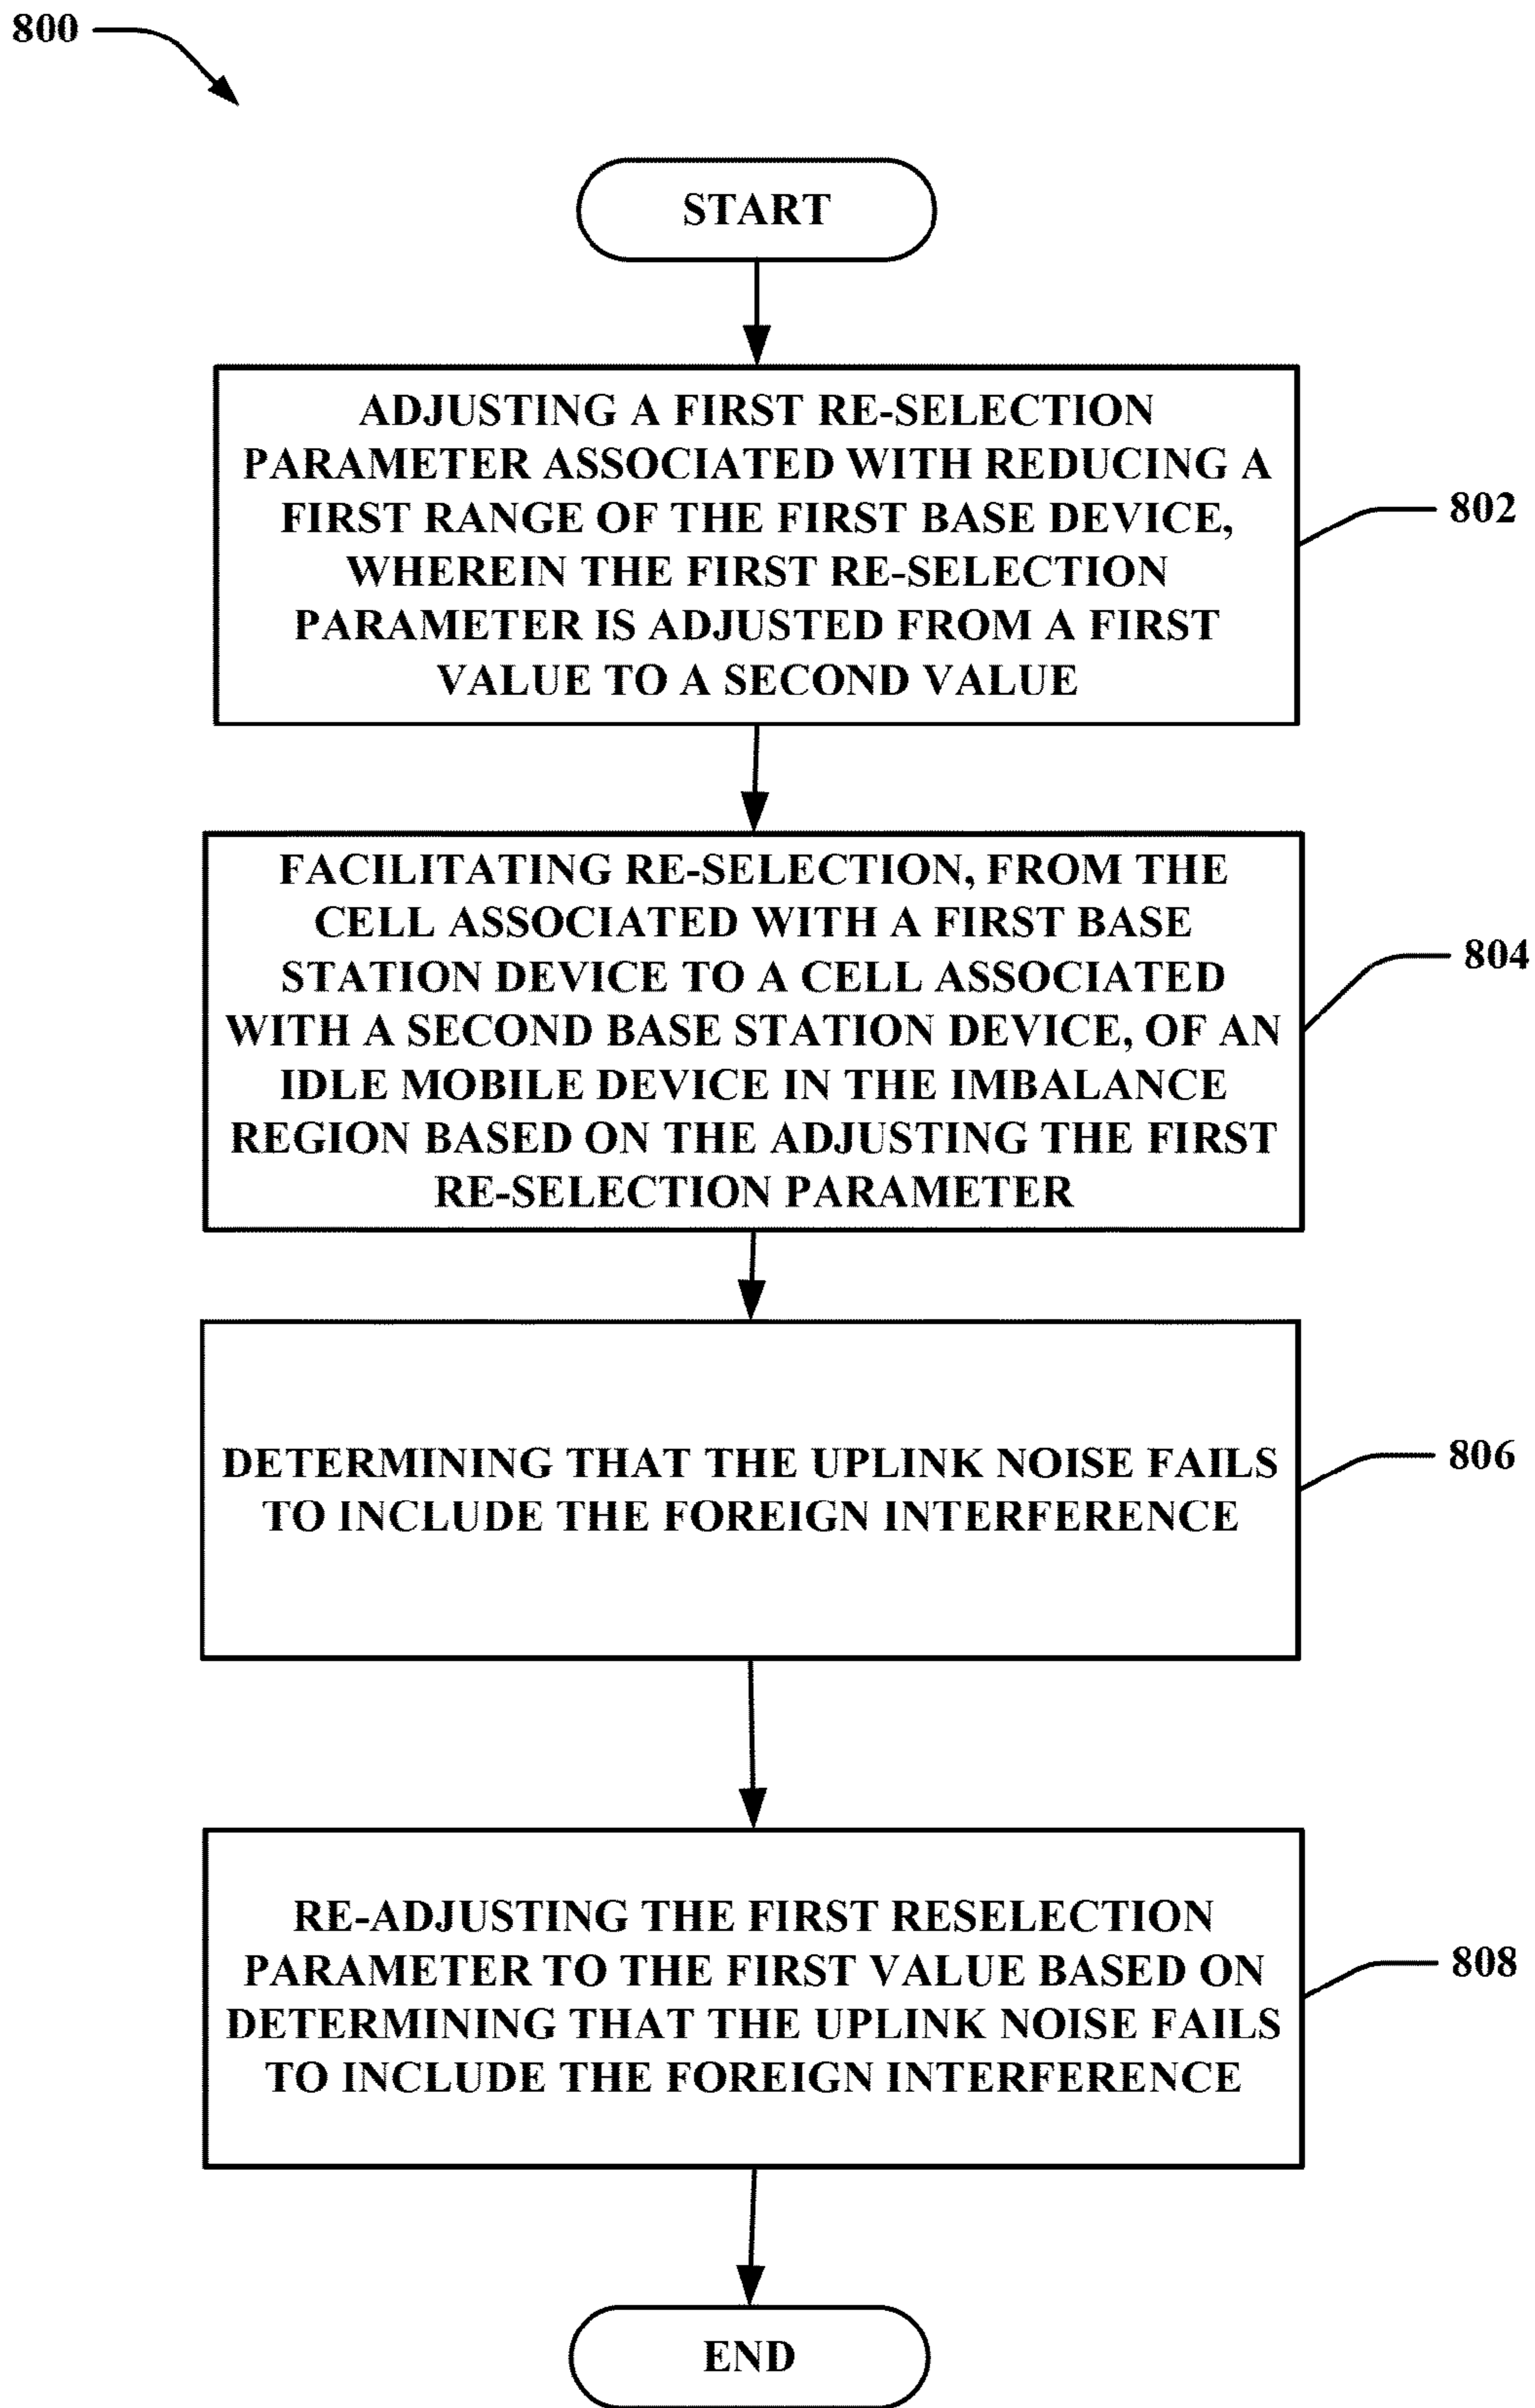 800
START
ADJUSTING A FIRST RE-SELECTION
PARAMETER ASSOCIATED WITH REDUCING A
FIRST RANGE OF THE FIRST BASE DEVICE,
WHEREIN THE FIRST RE-SELECTION
PARAMETER IS ADJUSTED FROM A FIRST
VALUE TO A SECOND VALUE
802
FACILITATING RE-SELECTION, FROM THE
CELL ASSOCIATED WITH A FIRST BASE
STATION DEVICE TO A CELL ASSOCIATED
WITH A SECOND BASE STATION DEVICE, OF AN
IDLE MOBILE DEVICE IN THE IMBALANCE
REGION BASED ON THE ADJUSTING THE FIRST
RE-SELECTION PARAMETER
804
DETERMINING THAT THE UPLINK NOISE FAILS
TO INCLUDE THE FOREIGN INTERFERENCE
806
RE-ADJUSTING THE FIRST RESELECTION
PARAMETER TO THE FIRST VALUE BASED ON
DETERMINING THAT THE UPLINK NOISE FAILS
TO INCLUDE THE FOREIGN INTERFERENCE
808
END